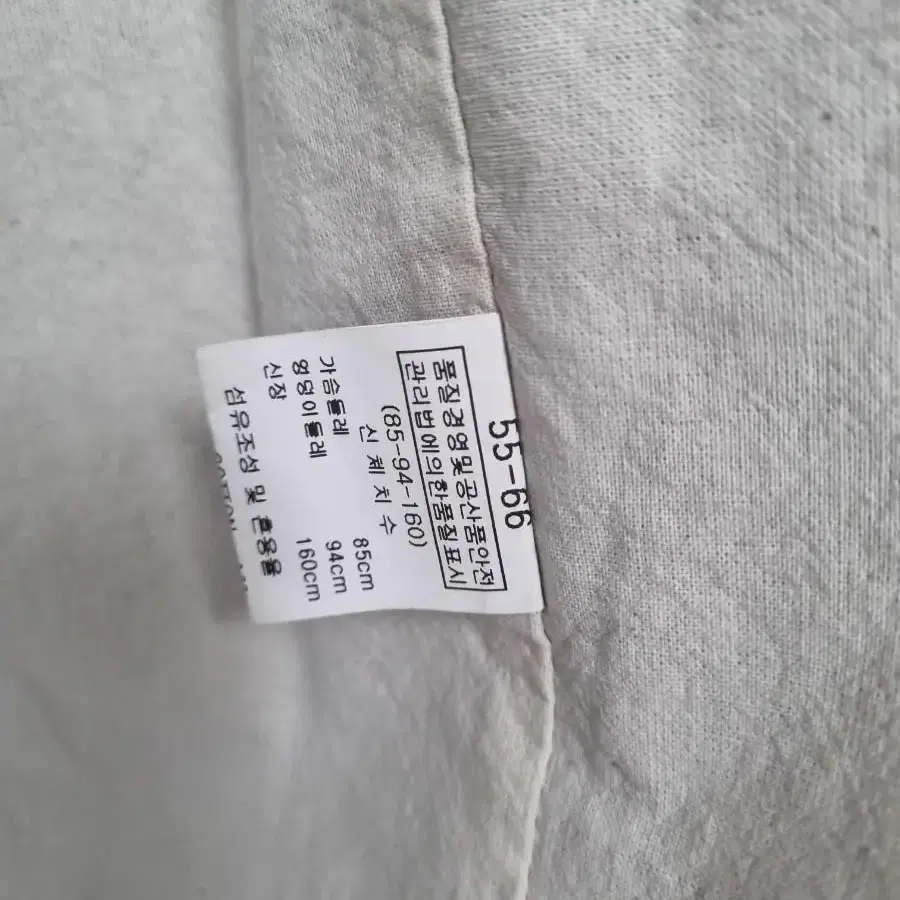 55-66
품질경영및공산품안전
관리법에의한품질표시
(85-94-160)
신 체 치 수
가슴둘레 85cm
엉덩이둘레 94cm
신장 160cm
섬유조성 및 혼용율